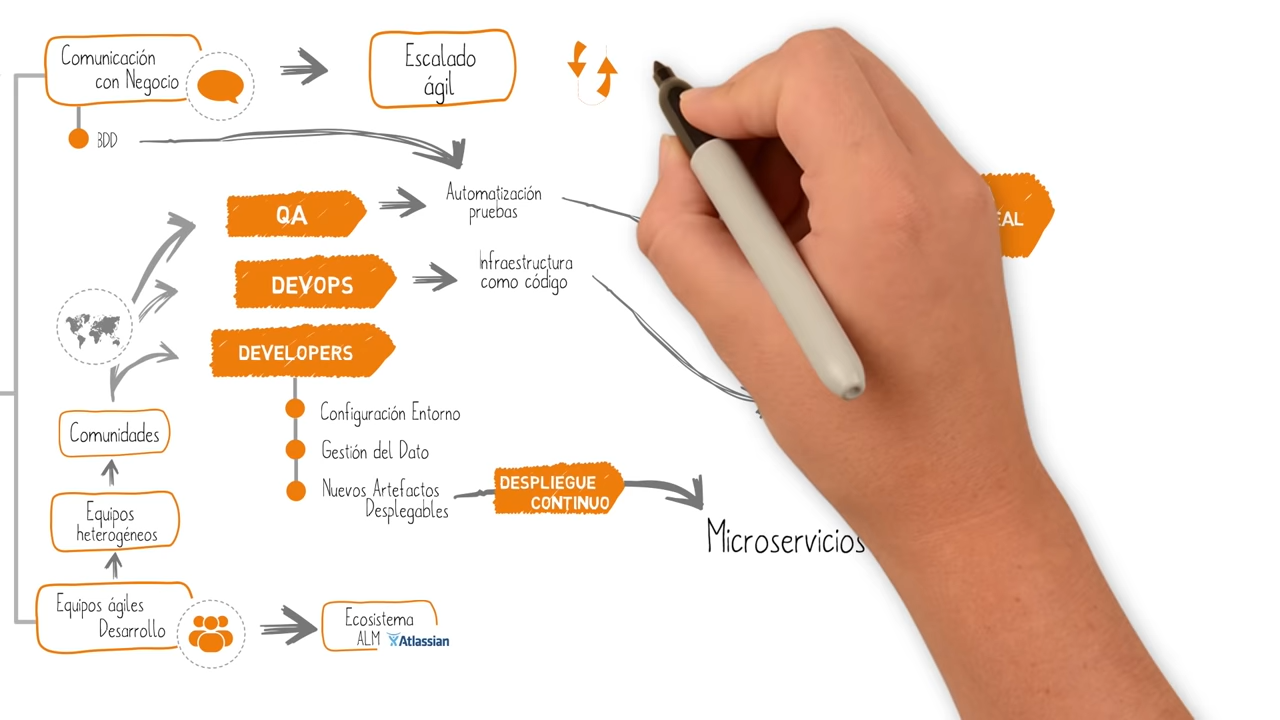 Comunicación
con Negocio
Escalado
ágil
BDD
Automatización
pruebas
QA
Infraestructura
como código
DEVOPS
DEVELOPERS
Configuración Entorno
Comunidades
Gestión del Dato
Nuevos Artefactos
Desplegables
DESPLIEGUE
CONTINUO
Equipos
heterogéneos
Microservicios
Equipos ágiles
Desarrollo
Ecosistema
ALM
Atlassian